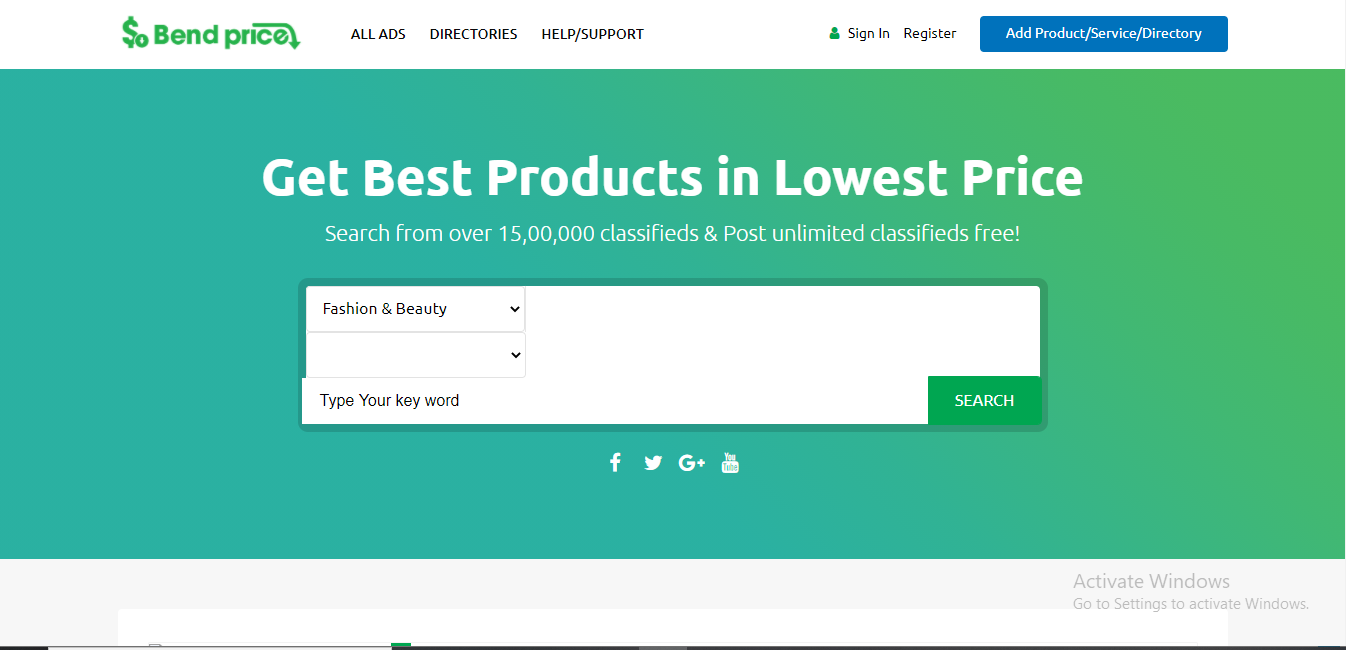 Bend price
ALL ADS DIRECTORIES HELP/SUPPORT Sign In Register Add Product/Service/Directory
Get Best Products in Lowest Price
Search from over 15,00,000 classifieds & Post unlimited classifieds free!
Fashion & Beauty
Type Your key word SEARCH
You
Tube
Activate Windows
Go to Settings to activate Windows.